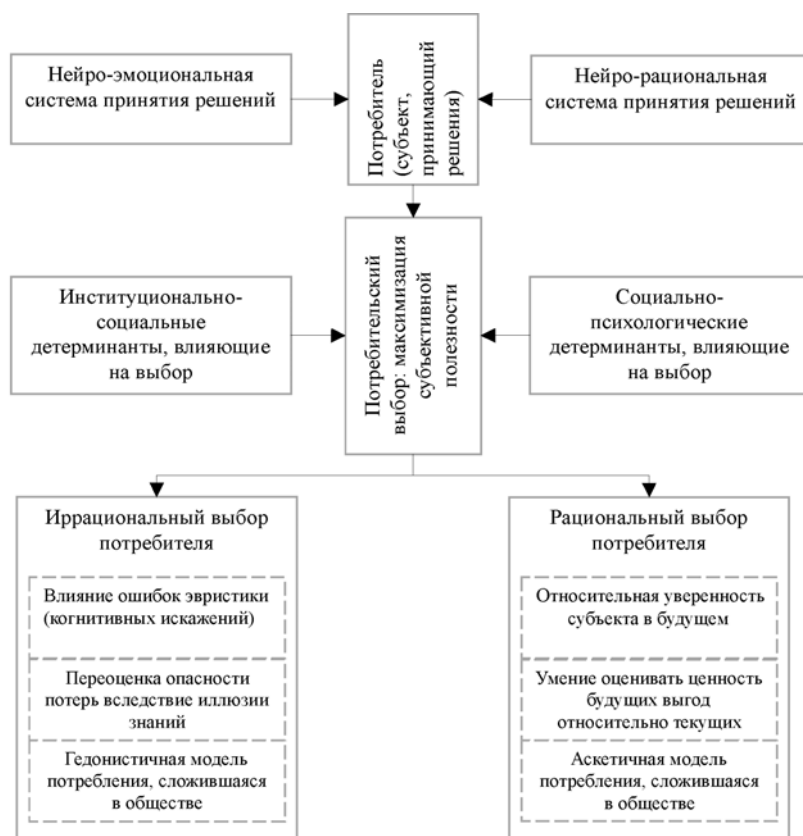 Нейро-эмоциональная
система принятия решений
Потребитель
(субъект,
принимающий
решения)
Нейро-рациональная
система принятия решений
Институционально-
социальные
детерминанты, влияющие
на выбор
Потребительский
выбор: максимизация
субъективной
полезности
Социально-
психологические
детерминанты, влияющие
на выбор
Иррациональный выбор
потребителя
Влияние ошибок эвристики
(когнитивных искажений)
Переоценка опасности
потерь вследствие иллюзии
знаний
Гедонистичная модель
потребления, сложившаяся
в обществе
Рациональный выбор
потребителя
Относительная уверенность
субъекта в будущем
Умение оценивать ценность
будущих выгод
относительно текущих
Аскетичная модель
потребления, сложившаяся
в обществе